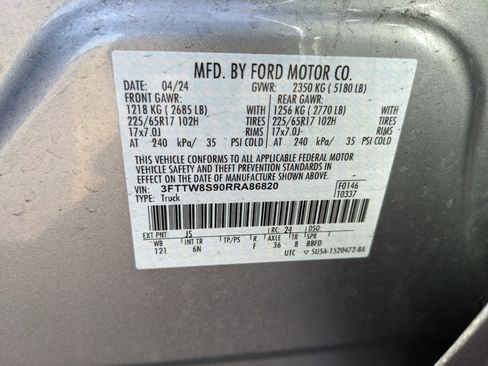 MFD. BY FORD MOTOR CO.
DATE: 04/24 GVWR: 2350 KG ( 5180 LB)
FRONT GAWR: REAR GAWR:
1218 KG ( 2685 LB) WITH 1256 KG ( 2770 LB) WITH
225/65R17 102H TIRES 225/65R17 102H TIRES
17x7.0J RIMS 17x7.0J RIMS
AT 240 kPa/ 35 PSI COLD AT 240 kPa/ 35 PSI COLD
THIS VEHICLE CONFORMS TO ALL APPLICABLE FEDERAL MOTOR
VEHICLE SAFETY AND BUMPER STANDARDS IN
EFFECT ON THE DATE OF MANUFACTURE SHOWN ABOVE.
VIN: 3FTTW8S90RRA86820 F0146
TYPE: Truck T0337
EXT PNT: JS RC: 24 DSO:
WB INT TR TP/PS R AXLE TR SPR
121 6N F 36 8 BBFD
UTC ▽ 5U5A-1520472-BA